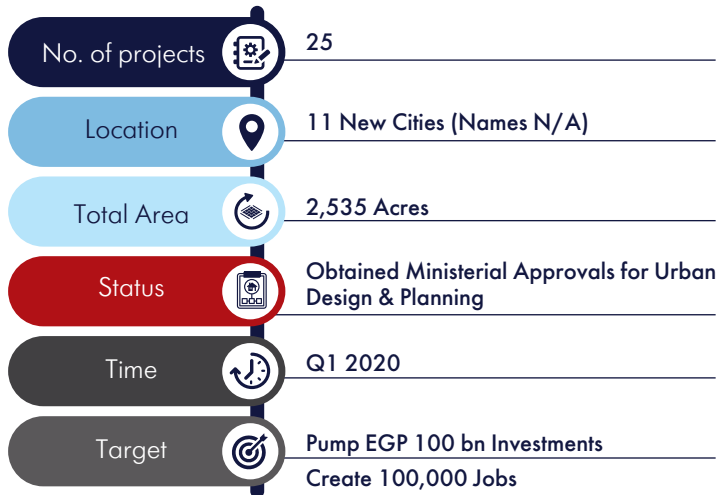 No. of projects
25
Location
11 New Cities (Names N/A)
Total Area
2,535 Acres
Status
Obtained Ministerial Approvals for Urban
Design & Planning
Time
Q1 2020
Target
Pump EGP 100 bn Investments
Create 100,000 Jobs